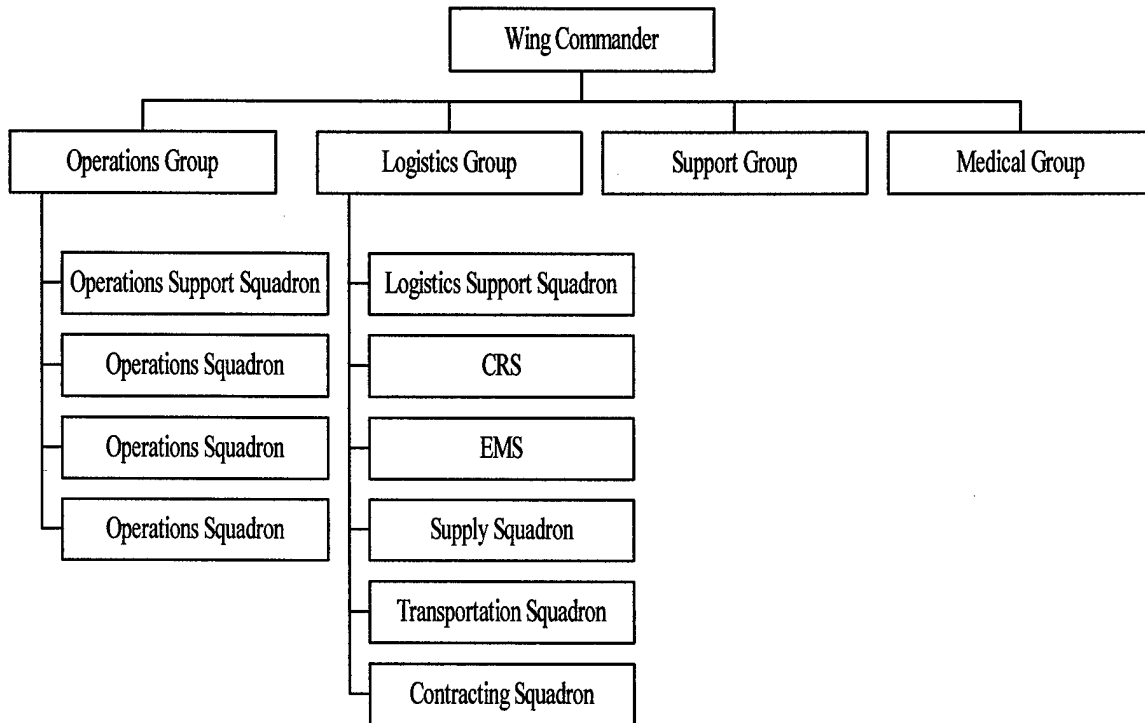 Wing Commander
Operations Group
Logistics Group
Support Group
Medical Group
Operations Support Squadron
Operations Squadron
Operations Squadron
Operations Squadron
Logistics Support Squadron
CRS
EMS
Supply Squadron
Transportation Squadron
Contracting Squadron